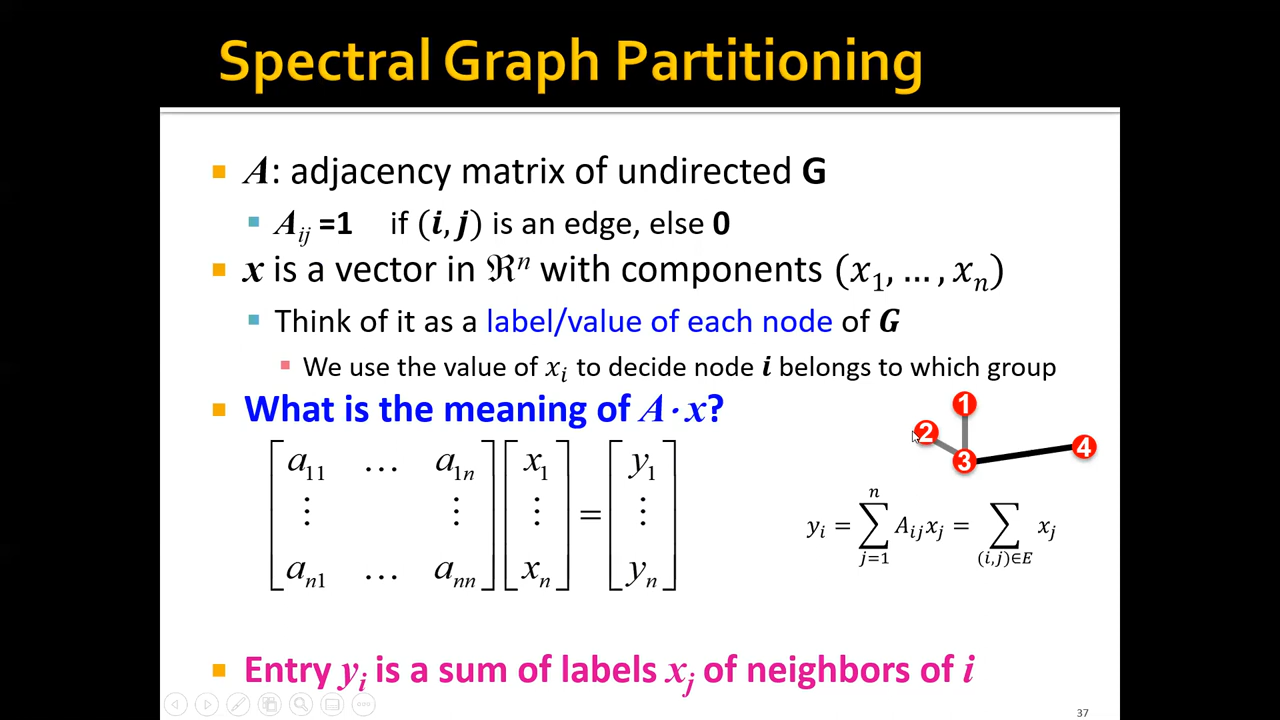 Spectral Graph Partitioning
A: adjacency matrix of undirected G
A_ij =1 if (i, j) is an edge, else 0
x is a vector in ℜ^n with components (x_1, … , x_n)
Think of it as a label/value of each node of G
We use the value of x_i to decide node i belongs to which group
What is the meaning of A · x?
1
2
3
4
[a_11 … a_1n] [x_1] [y_1]
[⋮ ⋮] [⋮] = [⋮]
[a_n1 … a_nn] [x_n] [y_n]
y_i = ∑_{j=1}^{n} A_ij x_j = ∑_{(i,j)∈E} x_j
Entry y_i is a sum of labels x_j of neighbors of i
37